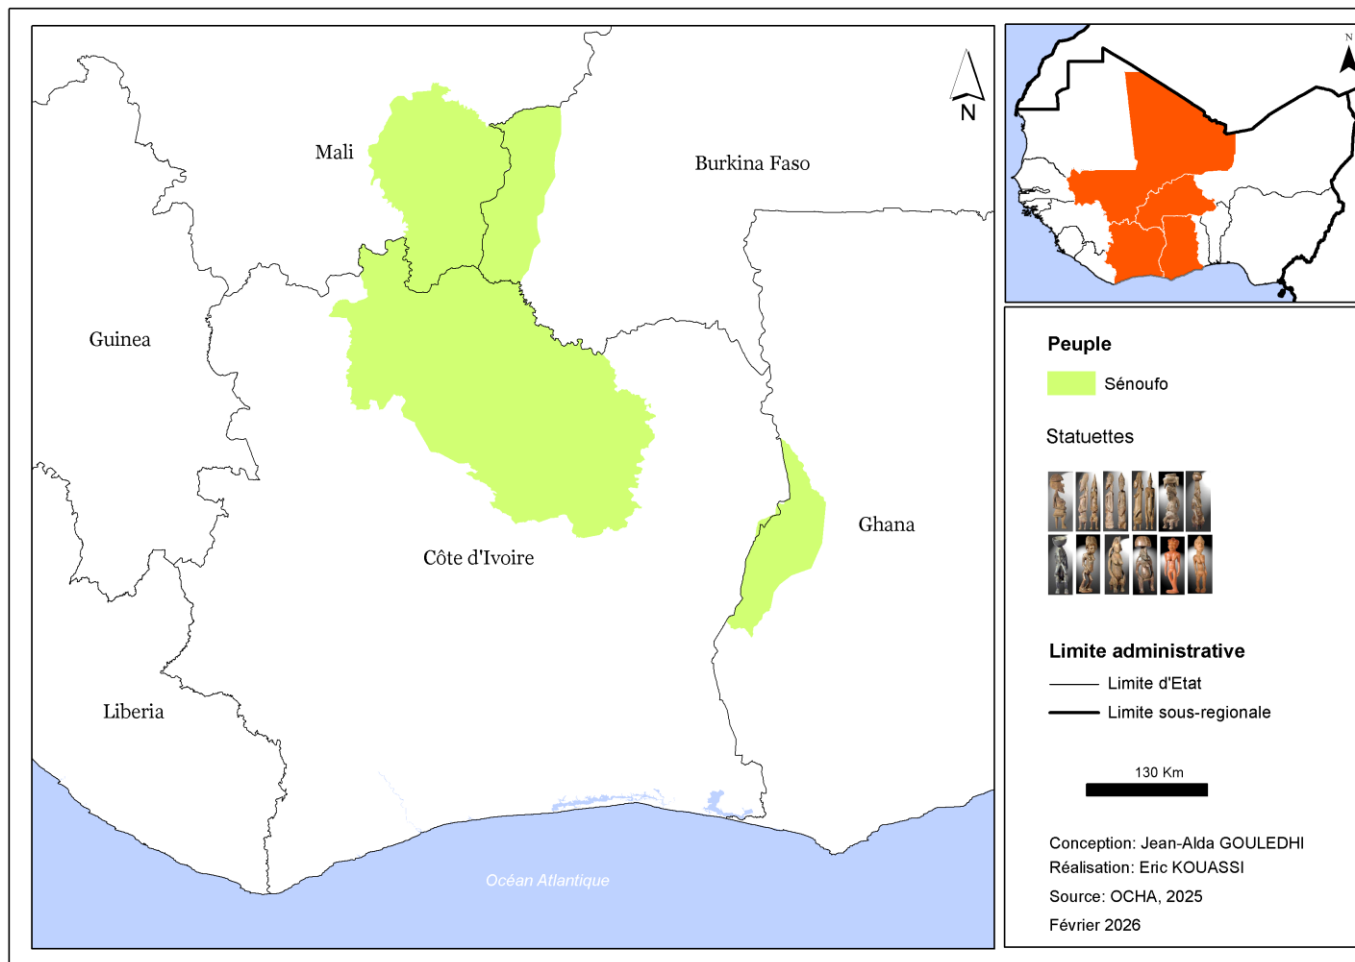 N
Mali
Burkina Faso
Guinea
Ghana
Côte d'Ivoire
Liberia
Océan Atlantique
N
Peuple
Sénoufo
Statuettes
Limite administrative
Limite d'Etat
Limite sous-regionale
130 Km
Conception: Jean-Alda GOULEDHI
Réalisation: Eric KOUASSI
Source: OCHA, 2025
Février 2026